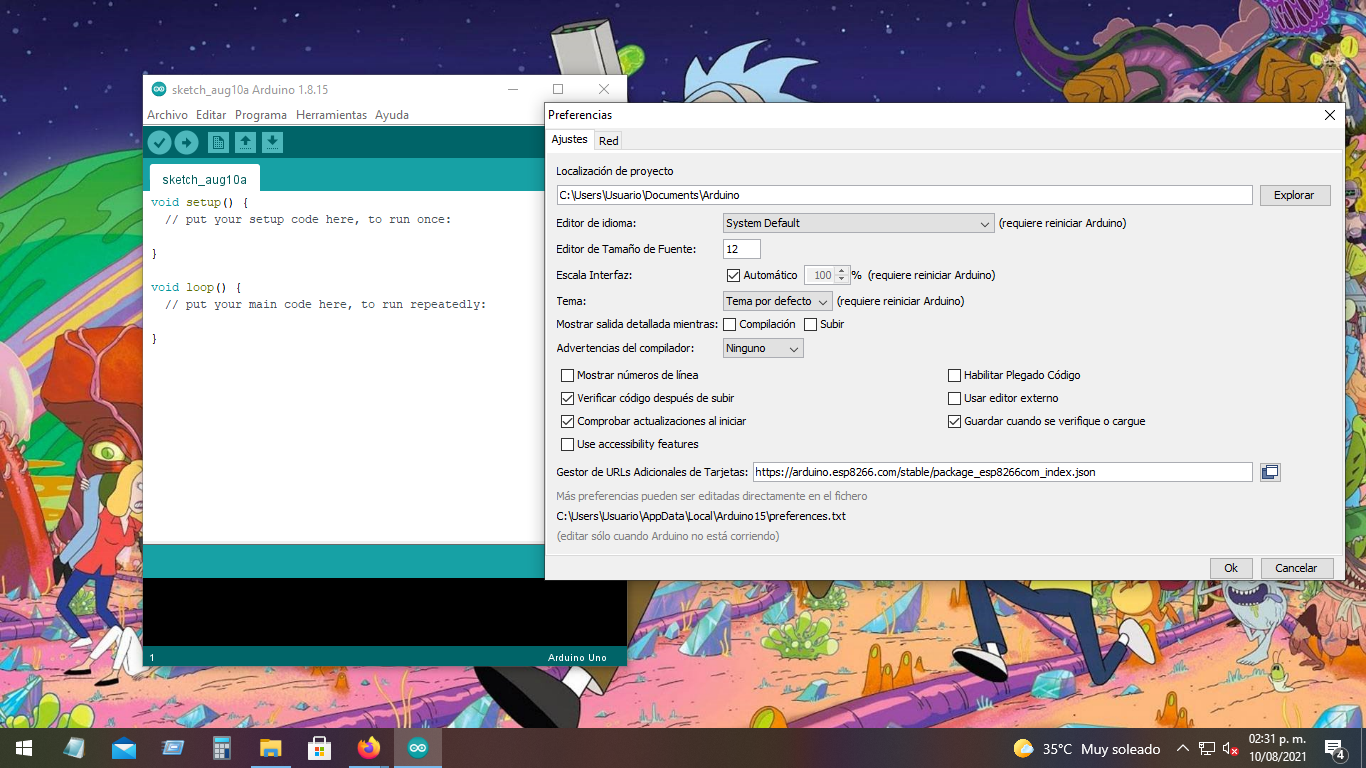 sketch_aug10a Arduino 1.8.15
Archivo Editar Programa Herramientas Ayuda
sketch_aug10a
void setup() {
// put your setup code here, to run once:
}
void loop() {
// put your main code here, to run repeatedly:
}
1
Arduino Uno
Preferencias
Ajustes Red
Localización de proyecto
C:\Users\Usuario\Documents\Arduino Explorar
Editor de idioma: System Default (requiere reiniciar Arduino)
Editor de Tamaño de Fuente: 12
Escala Interfaz: Automático 100 % (requiere reiniciar Arduino)
Tema: Tema por defecto (requiere reiniciar Arduino)
Mostrar salida detallada mientras: Compilación Subir
Advertencias del compilador: Ninguno
Mostrar números de línea Habilitar Plegado Código
Verificar código después de subir Usar editor externo
Comprobar actualizaciones al iniciar Guardar cuando se verifique o cargue
Use accessibility features
Gestor de URLs Adicionales de Tarjetas: https://arduino.esp8266.com/stable/package_esp8266com_index.json
Más preferencias pueden ser editadas directamente en el fichero
C:\Users\Usuario\AppData\Local\Arduino15\preferences.txt
(editar sólo cuando Arduino no está corriendo)
Ok Cancelar
35°C Muy soleado
02:31 p. m.
10/08/2021
4